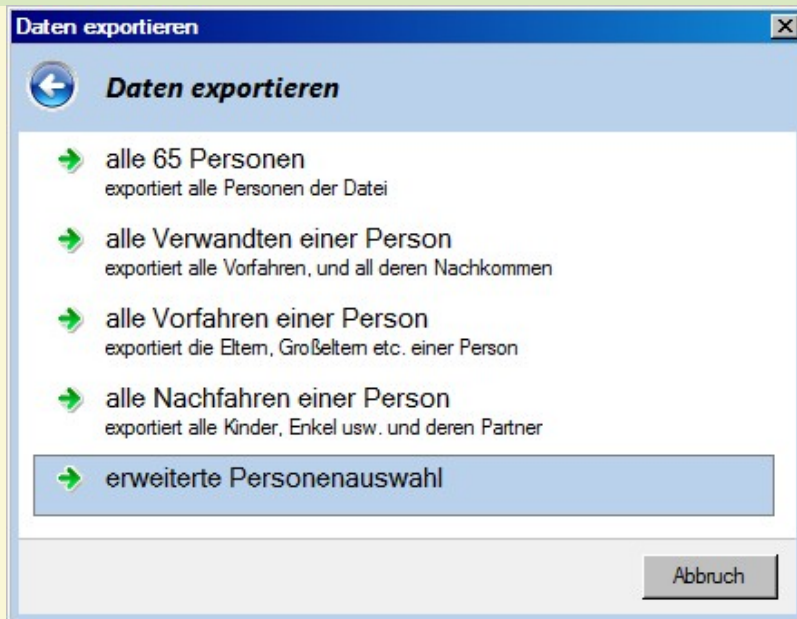 Daten exportieren
Daten exportieren
alle 65 Personen
exportiert alle Personen der Datei
alle Verwandten einer Person
exportiert alle Vorfahren, und all deren Nachkommen
alle Vorfahren einer Person
exportiert die Eltern, Großeltern etc. einer Person
alle Nachfahren einer Person
exportiert alle Kinder, Enkel usw. und deren Partner
erweiterte Personenauswahl
Abbruch